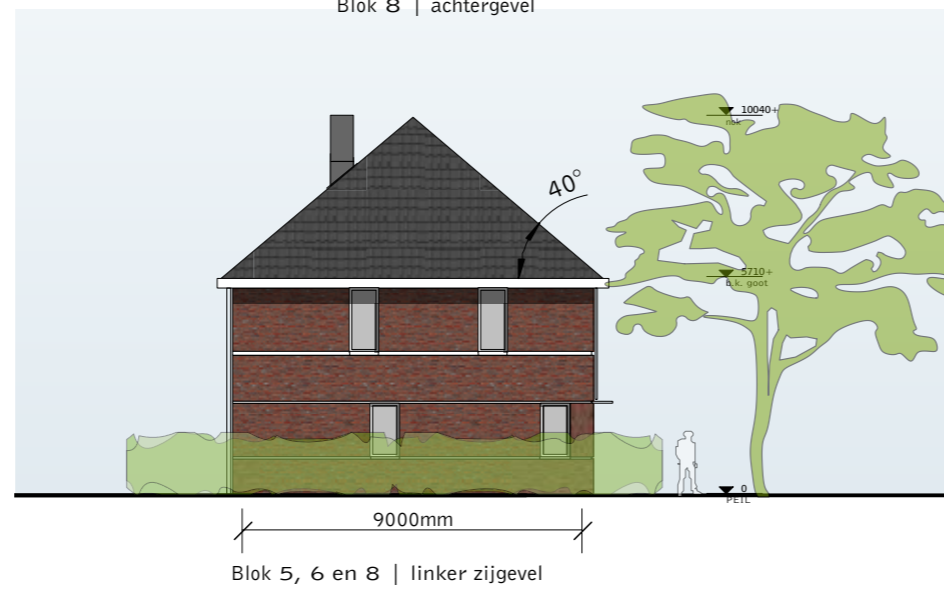 Blok 8 | achtergevel
10040+
nok
40°
5710+
b.k. goot
0
PEIL
9000mm
Blok 5, 6 en 8 | linker zijgevel